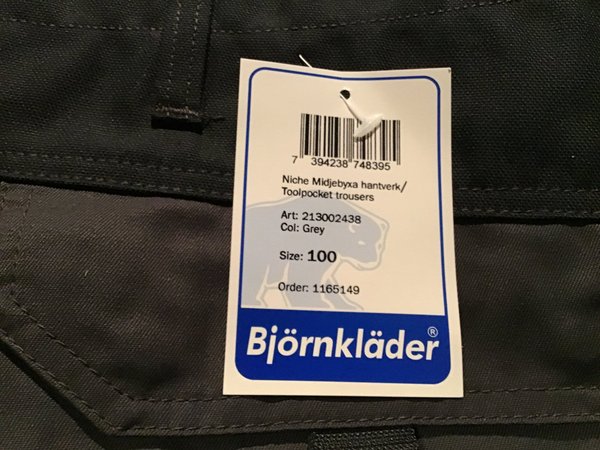 7 394238 748395
Niche Midjebyxa hantverk/
Toolpocket trousers
Art: 213002438
Col: Grey
Size: 100
Order: 1165149
Björnkläder®